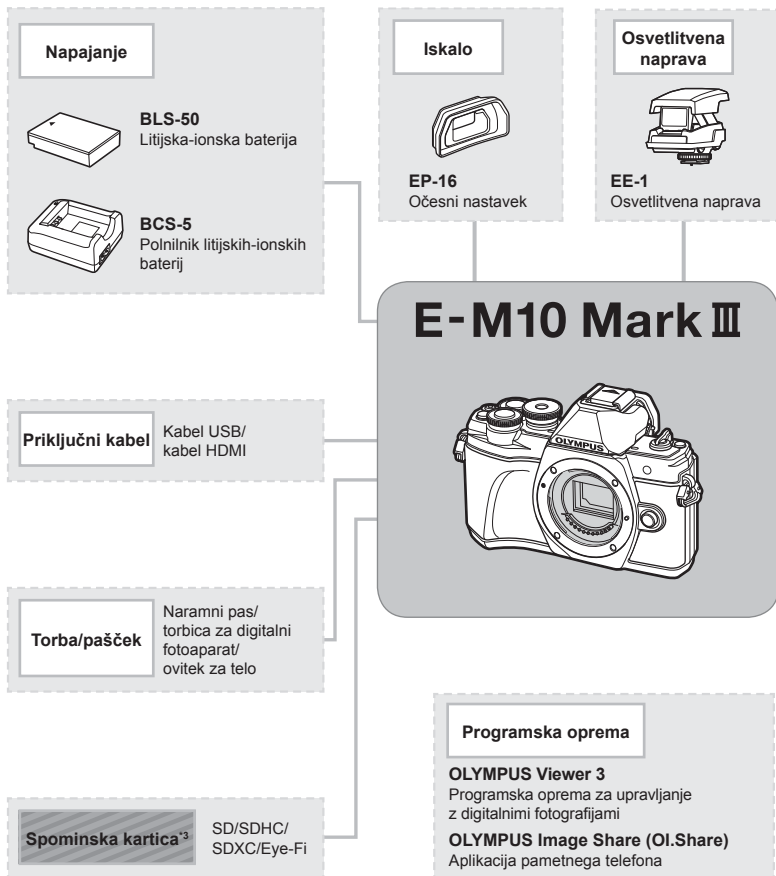 Napajanje
BLS-50
Litijska-ionska baterija
BCS-5
Polnilnik litijskih-ionskih
baterij
Iskalo
EP-16
Očesni nastavek
Osvetlitvena
naprava
EE-1
Osvetlitvena naprava
E-M10 Mark III
OLYMPUS
Priključni kabel
Kabel USB/
kabel HDMI
Torba/pašček
Naramni pas/
torbica za digitalni
fotoaparat/
ovitek za telo
Spominska kartica*3
SD/SDHC/
SDXC/Eye-Fi
Programska oprema
OLYMPUS Viewer 3
Programska oprema za upravljanje
z digitalnimi fotografijami
OLYMPUS Image Share (OI.Share)
Aplikacija pametnega telefona